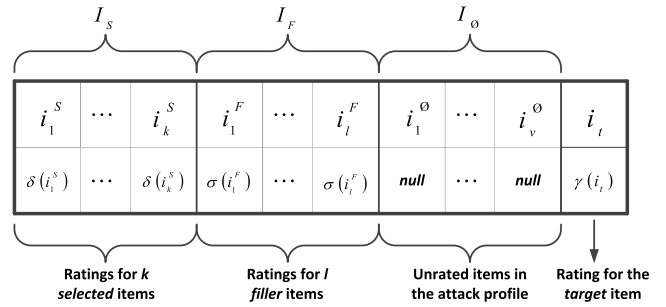 I_S I_F I_Ø
i_1^S ⋯ i_k^S i_1^F ⋯ i_l^F i_1^Ø ⋯ i_v^Ø i_t
δ(i_1^S) ⋯ δ(i_k^S) σ(i_1^F) ⋯ σ(i_l^F) null ⋯ null γ(i_t)
Ratings for k Ratings for l Unrated items in Rating for the
selected items filler items the attack profile target item